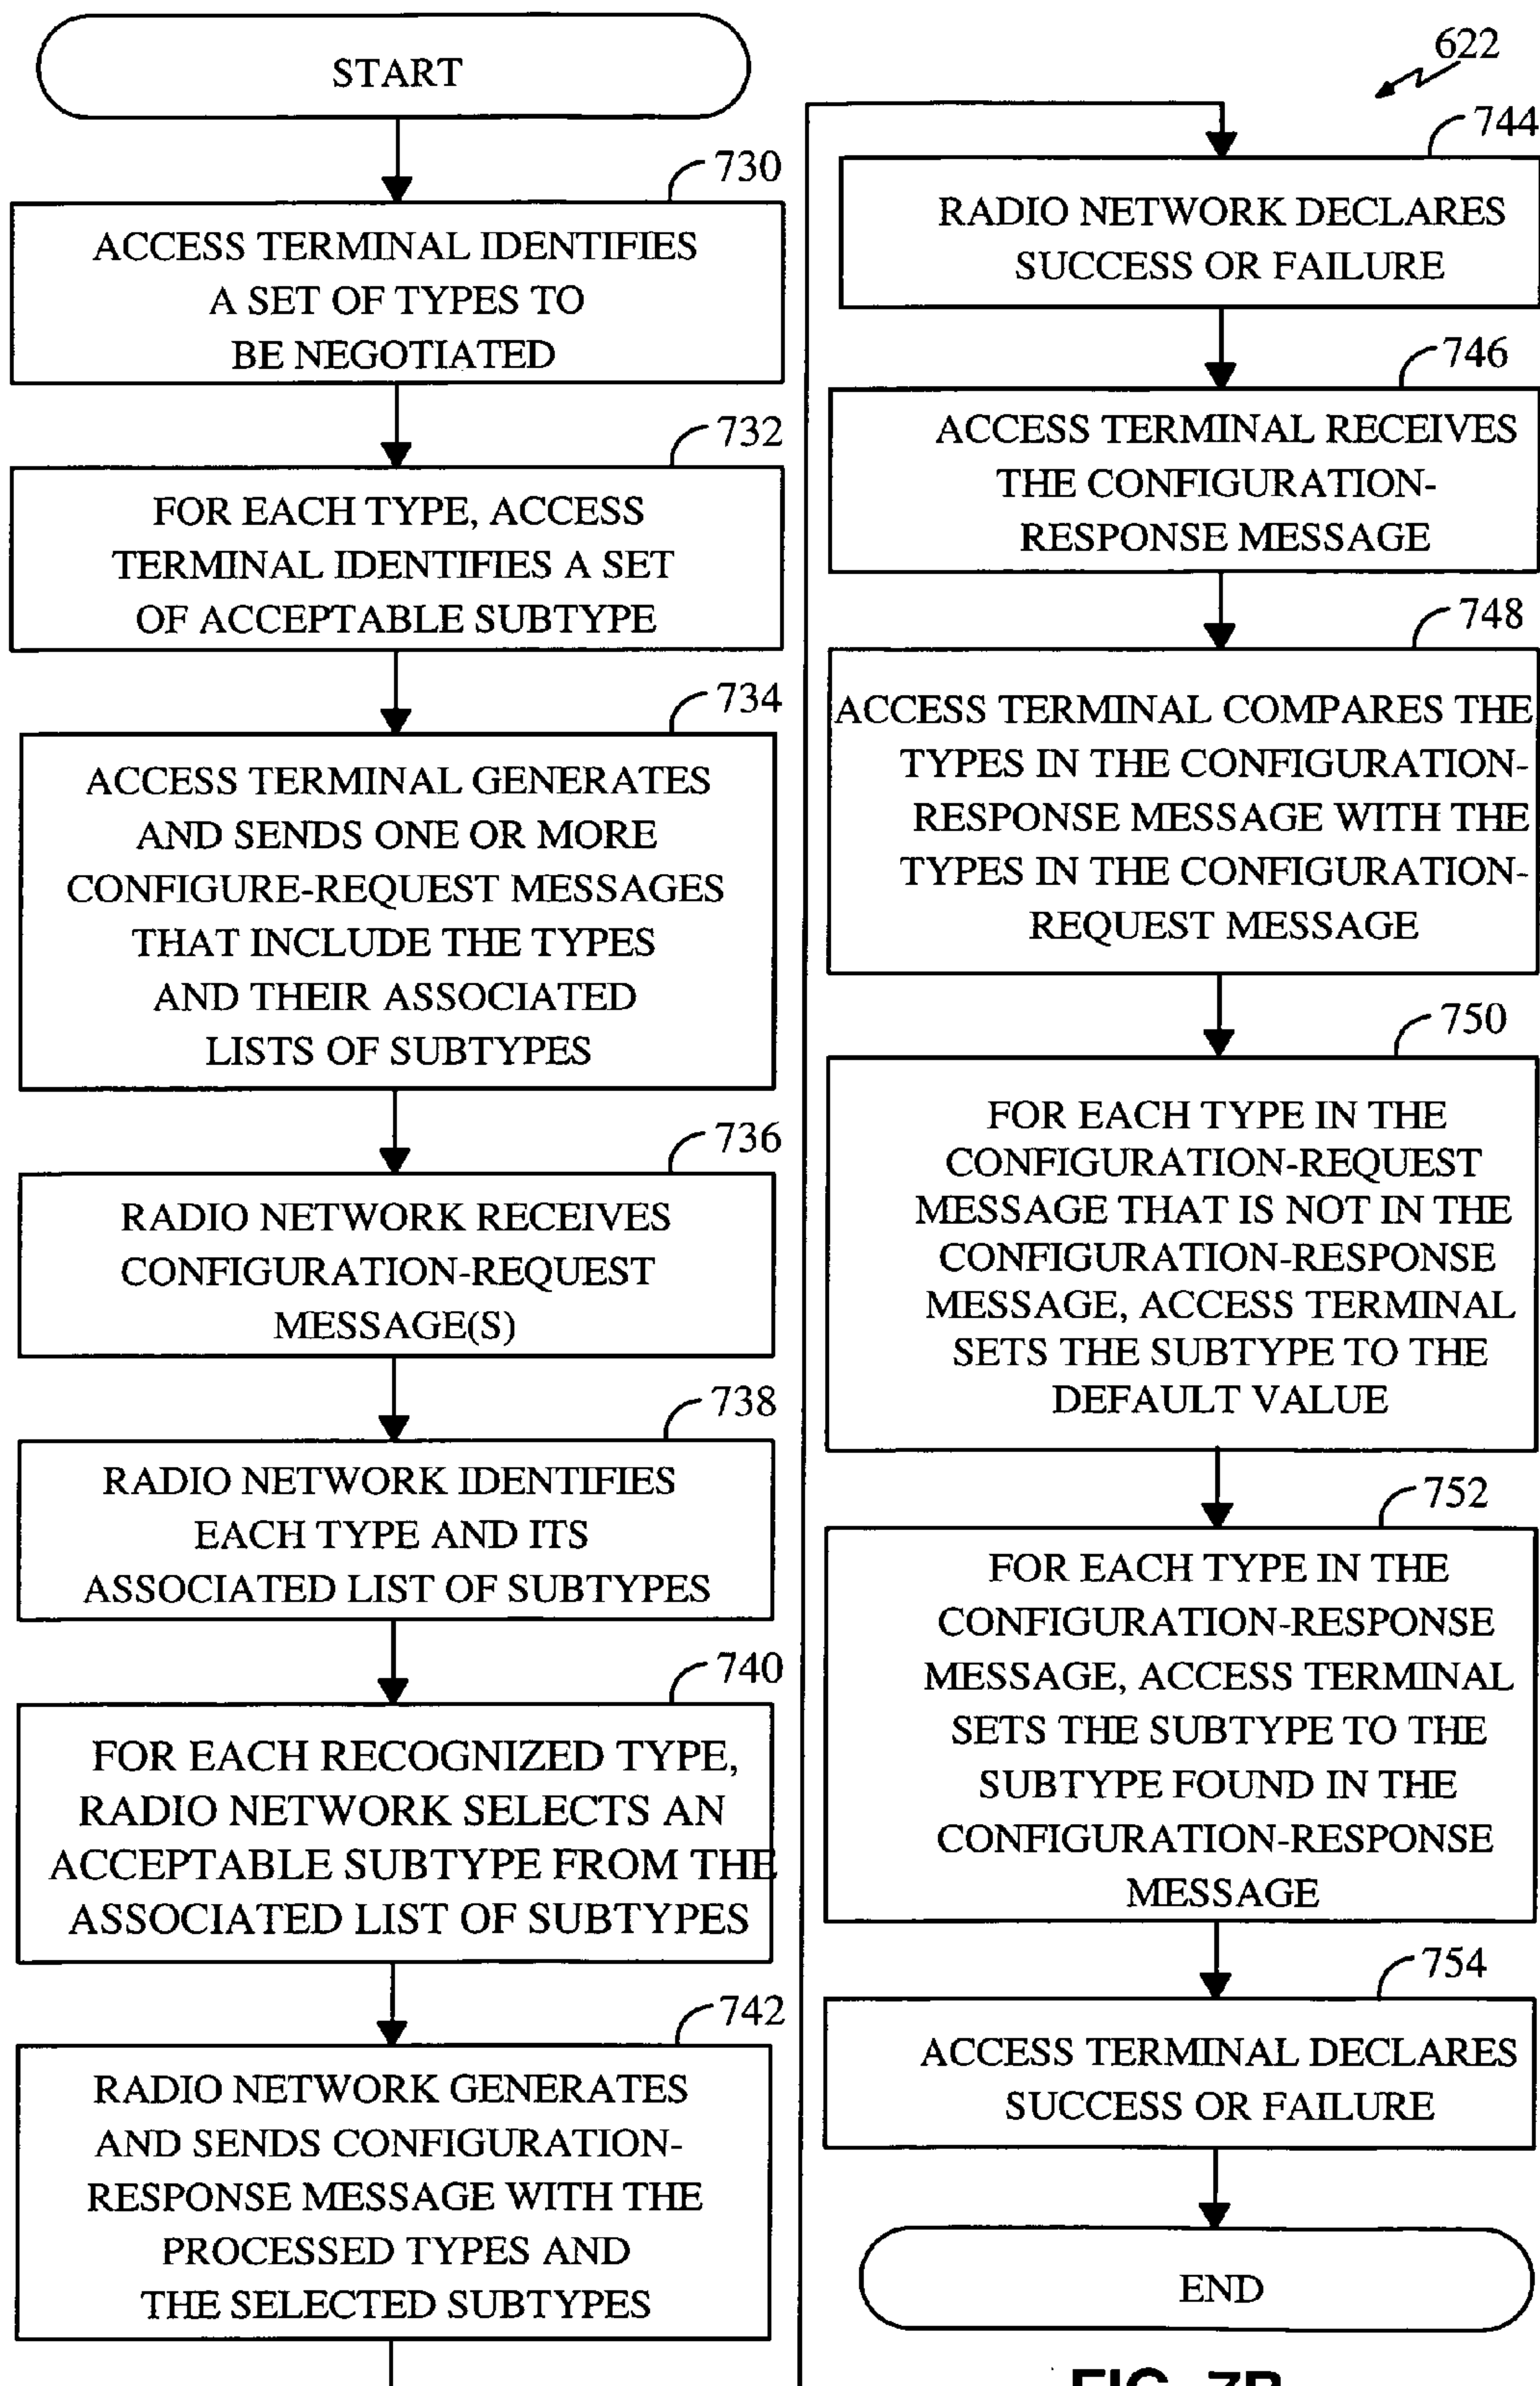 START
730
ACCESS TERMINAL IDENTIFIES
A SET OF TYPES TO
BE NEGOTIATED
732
FOR EACH TYPE, ACCESS
TERMINAL IDENTIFIES A SET
OF ACCEPTABLE SUBTYPE
734
ACCESS TERMINAL GENERATES
AND SENDS ONE OR MORE
CONFIGURE-REQUEST MESSAGES
THAT INCLUDE THE TYPES
AND THEIR ASSOCIATED
LISTS OF SUBTYPES
736
RADIO NETWORK RECEIVES
CONFIGURATION-REQUEST
MESSAGE(S)
738
RADIO NETWORK IDENTIFIES
EACH TYPE AND ITS
ASSOCIATED LIST OF SUBTYPES
740
FOR EACH RECOGNIZED TYPE,
RADIO NETWORK SELECTS AN
ACCEPTABLE SUBTYPE FROM THE
ASSOCIATED LIST OF SUBTYPES
742
RADIO NETWORK GENERATES
AND SENDS CONFIGURATION-
RESPONSE MESSAGE WITH THE
PROCESSED TYPES AND
THE SELECTED SUBTYPES
622
744
RADIO NETWORK DECLARES
SUCCESS OR FAILURE
746
ACCESS TERMINAL RECEIVES
THE CONFIGURATION-
RESPONSE MESSAGE
748
ACCESS TERMINAL COMPARES THE
TYPES IN THE CONFIGURATION-
RESPONSE MESSAGE WITH THE
TYPES IN THE CONFIGURATION-
REQUEST MESSAGE
750
FOR EACH TYPE IN THE
CONFIGURATION-REQUEST
MESSAGE THAT IS NOT IN THE
CONFIGURATION-RESPONSE
MESSAGE, ACCESS TERMINAL
SETS THE SUBTYPE TO THE
DEFAULT VALUE
752
FOR EACH TYPE IN THE
CONFIGURATION-RESPONSE
MESSAGE, ACCESS TERMINAL
SETS THE SUBTYPE TO THE
SUBTYPE FOUND IN THE
CONFIGURATION-RESPONSE
MESSAGE
754
ACCESS TERMINAL DECLARES
SUCCESS OR FAILURE
END
FIG. 7B